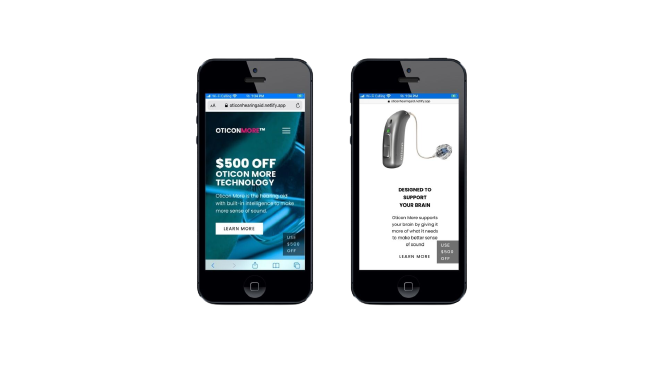 oticonhearingaid.netlify.app
OTICONMORE™
$500 OFF
OTICON MORE
TECHNOLOGY
Oticon More is the hearing aid
with built-in intelligence to make
more sense of sound.
LEARN MORE
USE
$500
OFF
oticonhearingaid.netlify.app
DESIGNED TO
SUPPORT
YOUR BRAIN
Oticon More supports
your brain by giving it
more of what it needs
to make better sense
of sound
LEARN MORE
USE
$500
OFF